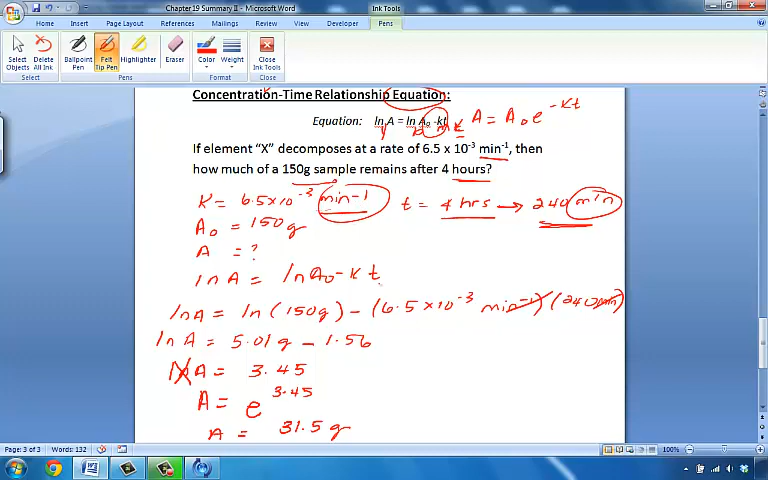 Chapter 19 Summary II - Microsoft Word
Ink Tools
Home Insert Page Layout References Mailings Review View Developer Pens
Select Objects
Delete All Ink
Ballpoint Pen
Felt Tip Pen
Highlighter
Eraser
Color
Weight
Close
Select Pens Format Close
Concentration-Time Relationship Equation:
Equation: ln A = ln A₀ -kt
A = A₀ e^-kt
If element "X" decomposes at a rate of 6.5 x 10⁻³ min⁻¹, then
how much of a 150g sample remains after 4 hours?
K = 6.5x10⁻³ min-1 t = 4 hrs → 240 min
A₀ = 150g
A = ?
ln A = ln A₀ - K t
ln A = ln (150g) - (6.5 x 10⁻³ min⁻¹) (240 min)
ln A = 5.01g - 1.56
ln A = 3.45
A = e^3.45
A = 31.5 g
Page: 3 of 3 Words: 132 100%